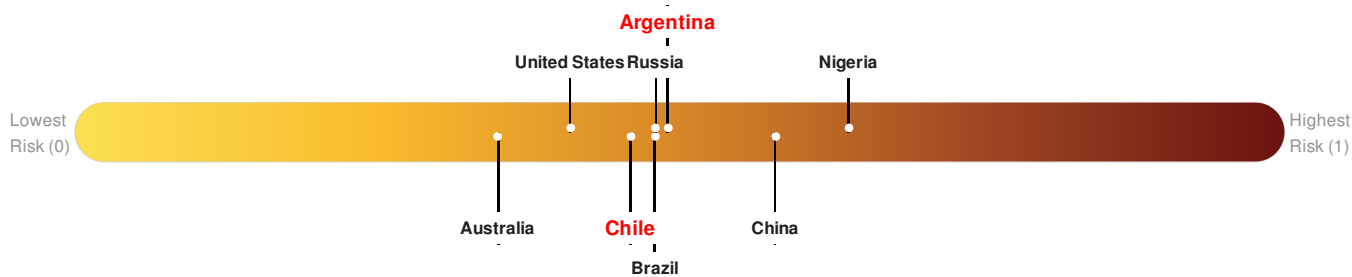 Argentina
United States Russia Nigeria
Lowest
Risk (0)
Highest
Risk (1)
Australia Chile China
Brazil